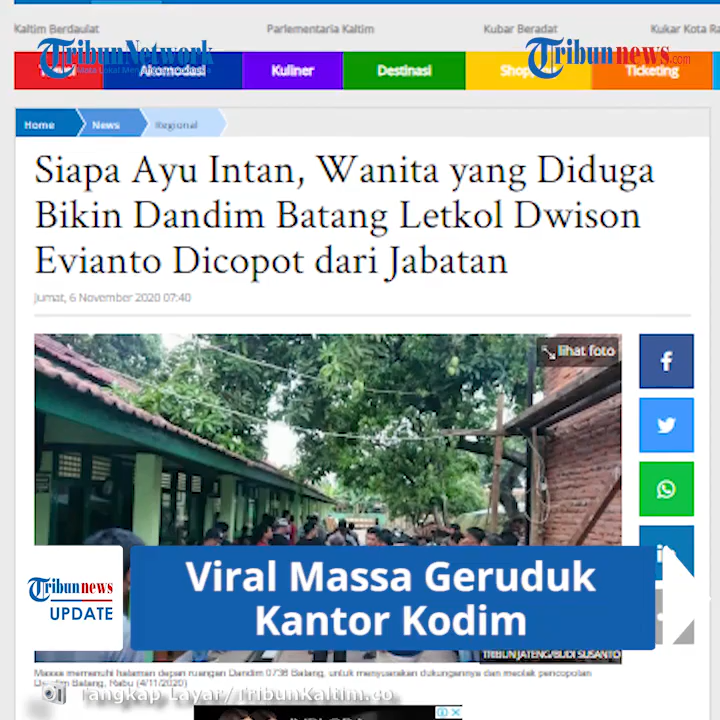 Kaltim Berdaulat
Parlementaria Kaltim
Kubar Beradat
Kukar Kota Ra
TribunNetwork
Tribunnews.com
Akomodasi
Kuliner
Destinasi
Shop
Ticketing
Home
News
Regional
Siapa Ayu Intan, Wanita yang Diduga
Bikin Dandim Batang Letkol Dwison
Evianto Dicopot dari Jabatan
Jumat, 6 November 2020 07:40
lihat foto
Tribunnews
UPDATE
Viral Massa Geruduk
Kantor Kodim
TRIBUN JATENG/BUDI SUSANTO
Massa memenuhi halaman depan ruangan Dandim 0736 Batang, untuk menyuarakan dukungannya dan meolak pencopotan
Dandim Batang, Rabu (4/11/2020)
Tangkap Layar/TribunKaltim.co